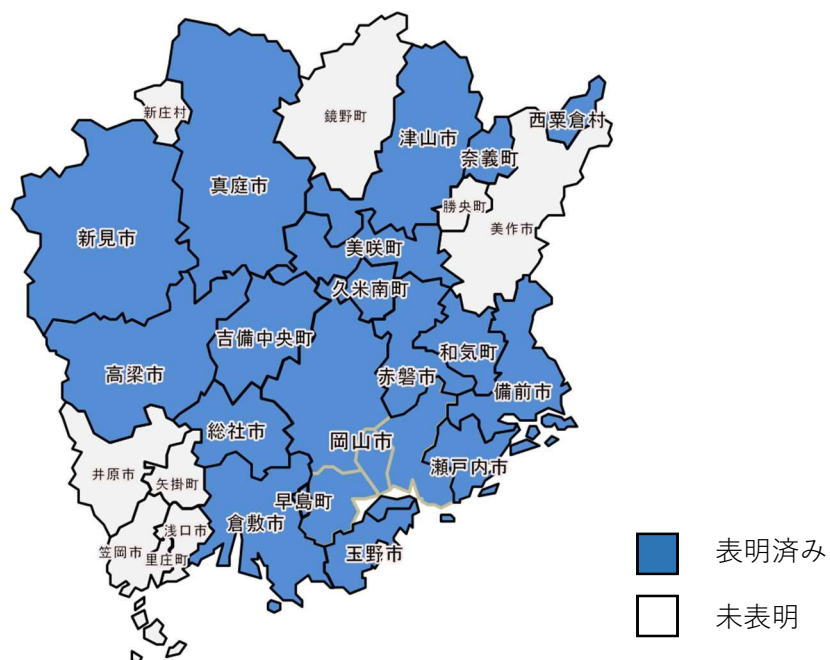 新庄村
鏡野町
津山市
西粟倉村
奈義町
真庭市
勝央町
美作市
新見市
美咲町
久米南町
吉備中央町
和気町
高梁市
赤磐市
備前市
総社市
岡山市
井原市
矢掛町
瀬戸内市
早島町
倉敷市
浅口市
笠岡市
里庄町
玉野市
表明済み
未表明